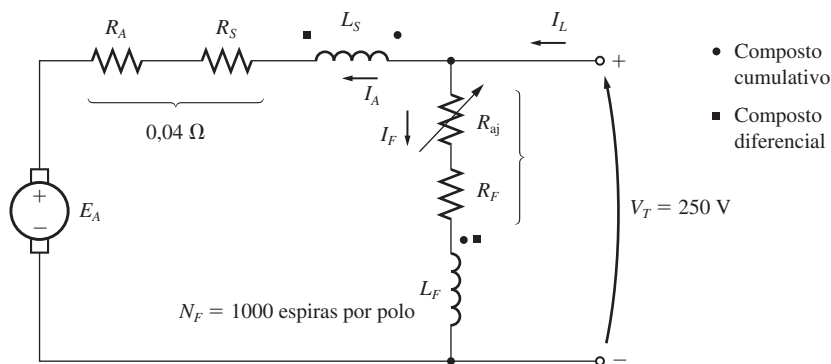 R_A
R_S
L_S
I_L
I_A
0,04 Ω
I_F
R_aj
R_F
E_A
+
−
+
−
V_T = 250 V
L_F
N_F = 1000 espiras por polo
● Composto
cumulativo
■ Composto
diferencial